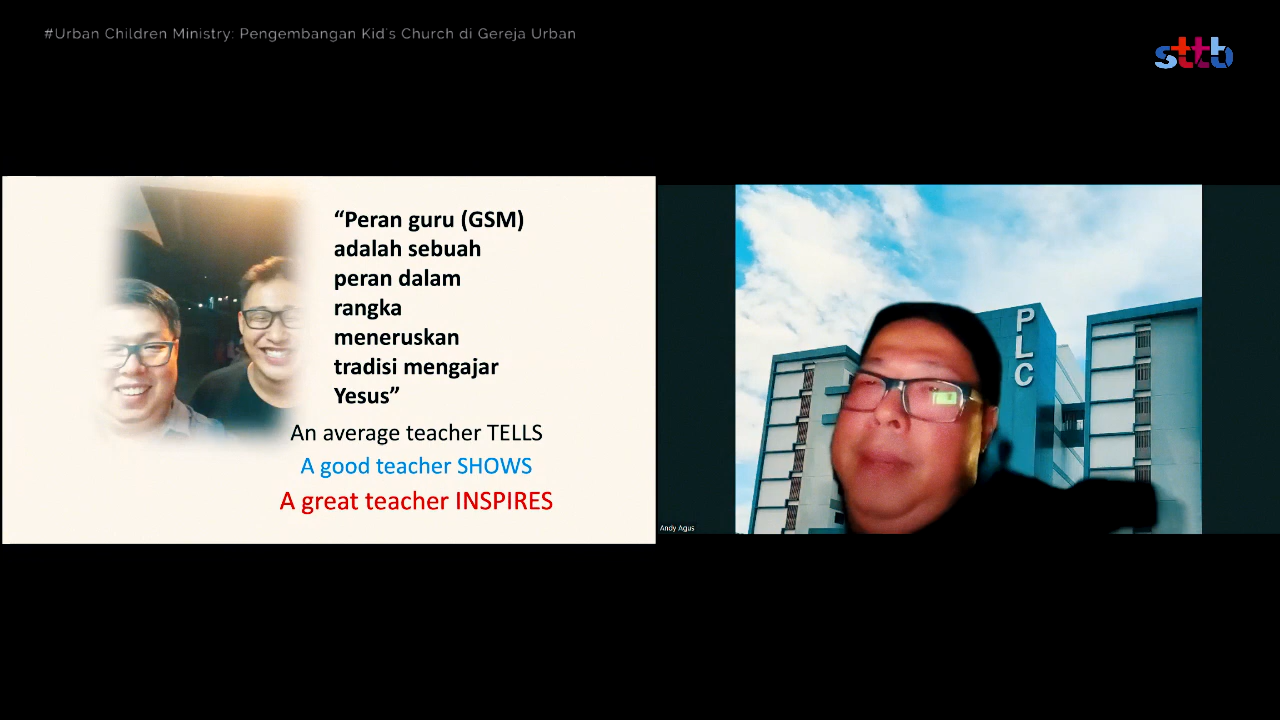 #Urban Children Ministry: Pengembangan Kid's Church di Gereja Urban
sttb
“Peran guru (GSM)
adalah sebuah
peran dalam
rangka
meneruskan
tradisi mengajar
Yesus”
An average teacher TELLS
A good teacher SHOWS
A great teacher INSPIRES
P
L
C
Andy Agus